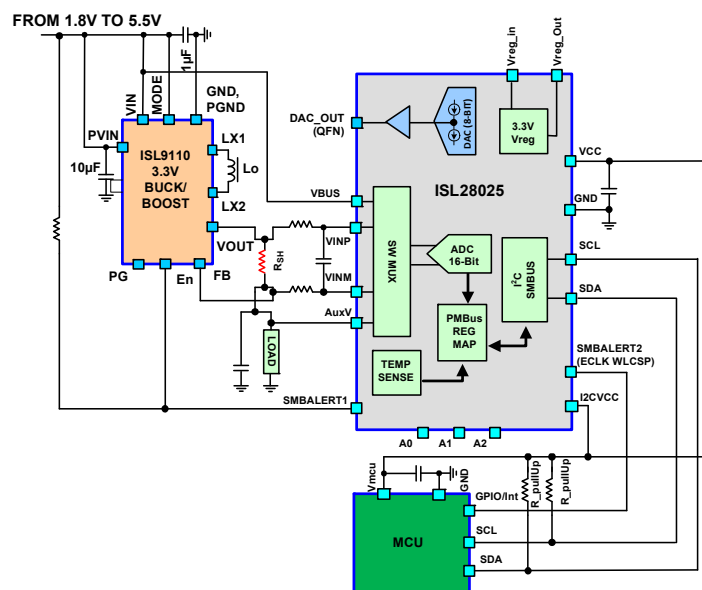 FROM 1.8V TO 5.5V
1µF
Vreg_in
Vreg_Out
VIN
MODE
GND,
PGND
PVIN
10µF
ISL9110
3.3V
BUCK/
BOOST
LX1
Lo
LX2
VOUT
PG
En
FB
RSH
LOAD
DAC_OUT
(QFN)
DAC (8-BIT)
3.3V
Vreg
VCC
ISL28025
GND
VBUS
VINP
VINM
AuxV
SW MUX
ADC
16-Bit
I²C
SMBUS
SCL
SDA
PMBus
REG
MAP
TEMP
SENSE
SMBALERT2
(ECLK WLCSP)
SMBALERT1
I2CVCC
A0
A1
A2
Vmcu
GND
R_pullUp
R_pullUp
GPIO/Int
SCL
MCU
SDA